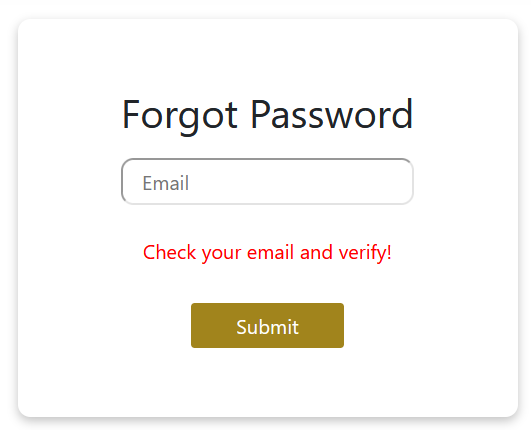 Forgot Password
Email
Check your email and verify!
Submit